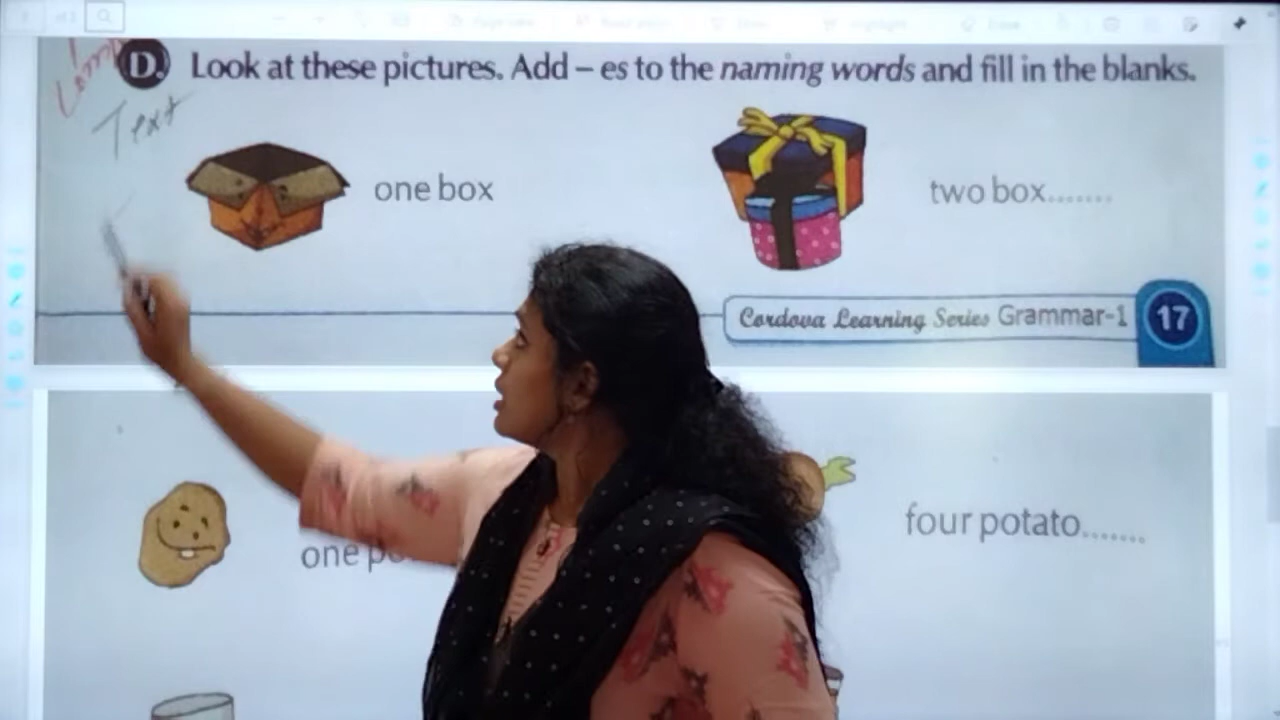 D. Look at these pictures. Add – es to the naming words and fill in the blanks.
Text
one box
two box.......
Cordova Learning Series Grammar-1 17
one
four potato.......